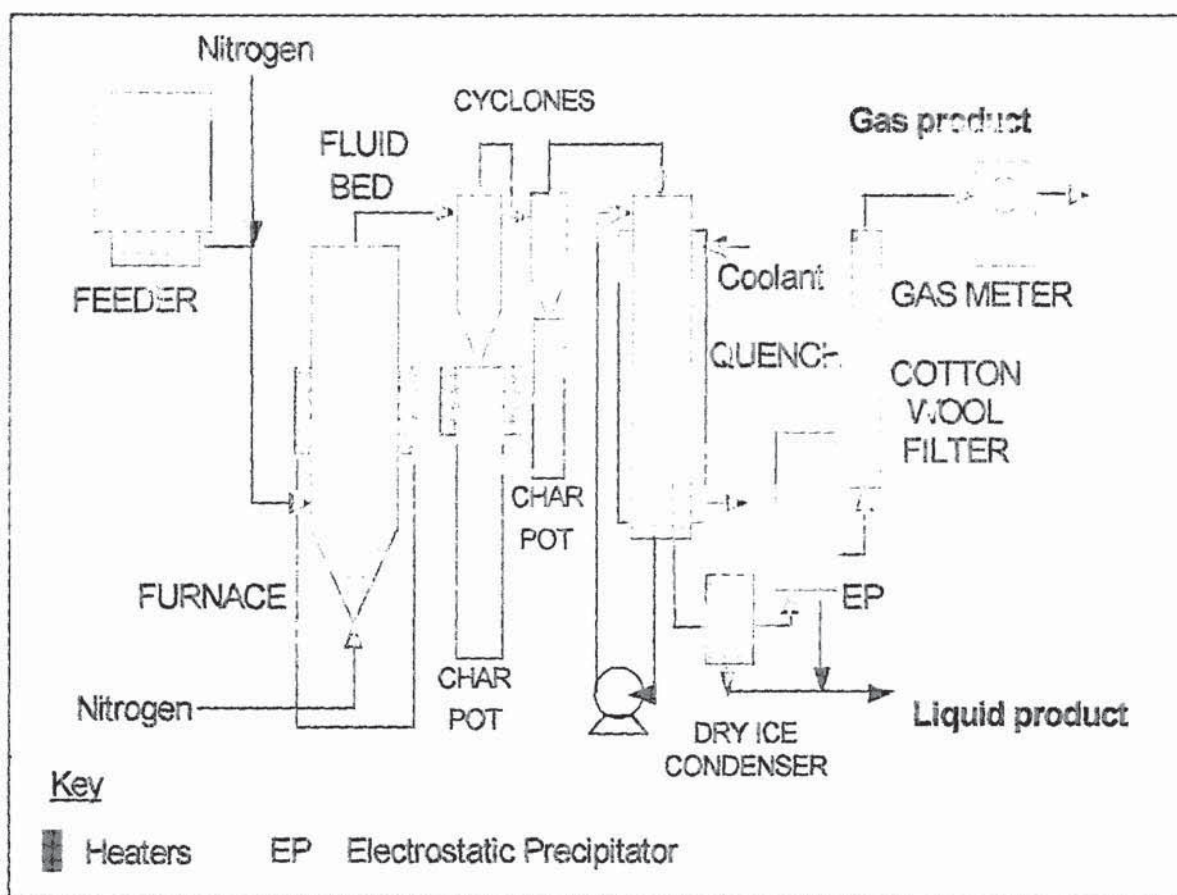 Nitrogen
CYCLONES
Gas product
FLUID
BED
FEEDER
Coolant
GAS METER
QUENCH
COTTON
WOOL
FILTER
CHAR
POT
FURNACE
EP
CHAR
POT
Nitrogen
Liquid product
DRY ICE
CONDENSER
Key
Heaters
EP Electrostatic Precipitator